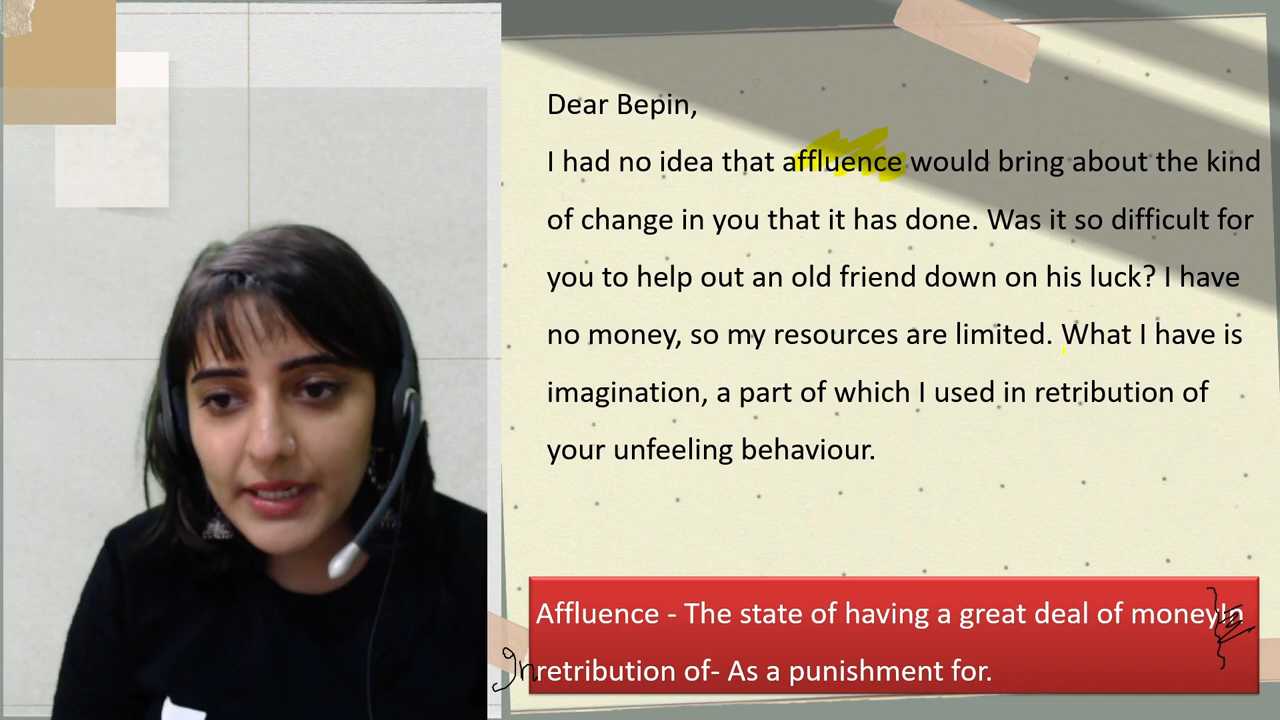 Dear Bepin,
I had no idea that affluence would bring about the kind
of change in you that it has done. Was it so difficult for
you to help out an old friend down on his luck? I have
no money, so my resources are limited. What I have is
imagination, a part of which I used in retribution of
your unfeeling behaviour.
Affluence - The state of having a great deal of moneyIn
In retribution of- As a punishment for.